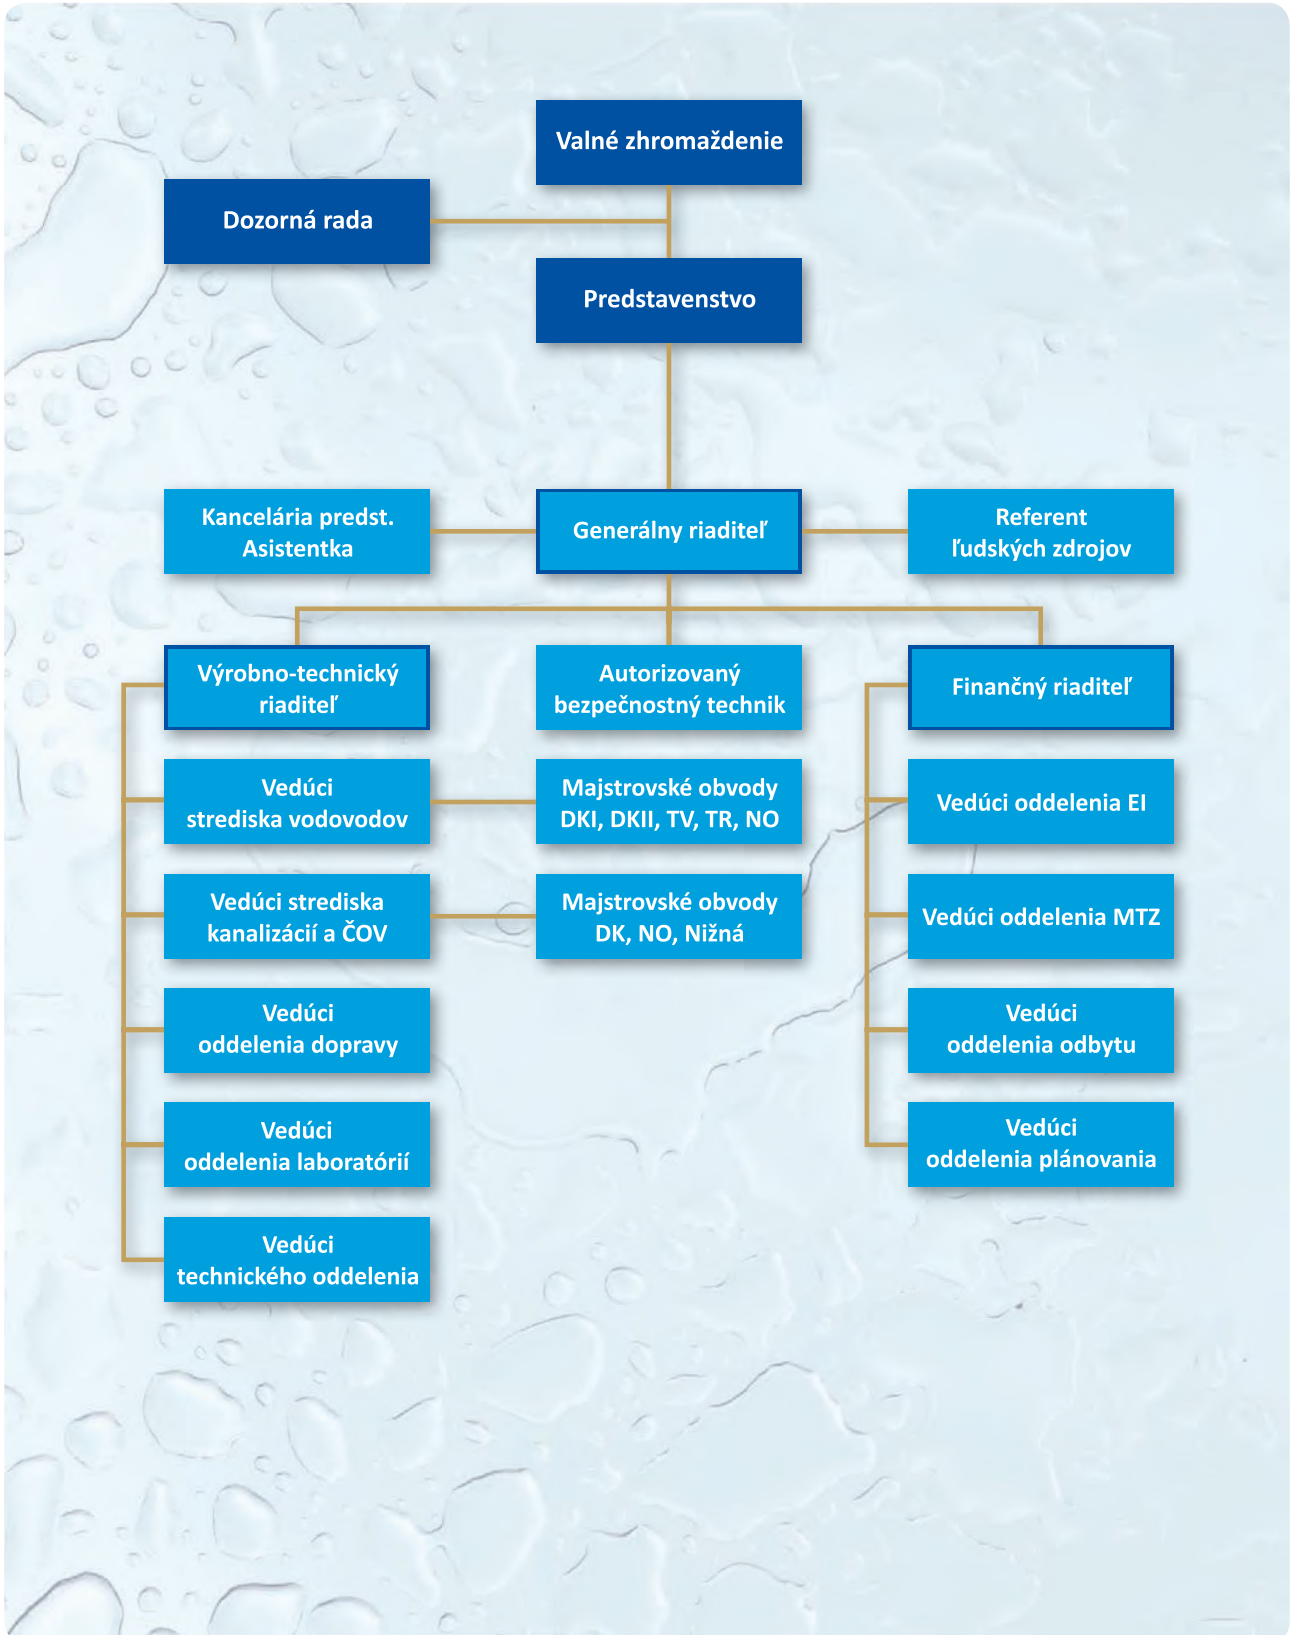 Valné zhromaždenie
Dozorná rada
Predstavenstvo
Kancelária predst.
Asistentka
Generálny riaditeľ
Referent
ľudských zdrojov
Výrobno-technický
riaditeľ
Autorizovaný
bezpečnostný technik
Finančný riaditeľ
Vedúci
strediska vodovodov
Majstrovské obvody
DKI, DKII, TV, TR, NO
Vedúci oddelenia EI
Vedúci strediska
kanalizácií a ČOV
Majstrovské obvody
DK, NO, Nižná
Vedúci oddelenia MTZ
Vedúci
oddelenia dopravy
Vedúci
oddelenia odbytu
Vedúci
oddelenia laboratórií
Vedúci
oddelenia plánovania
Vedúci
technického oddelenia